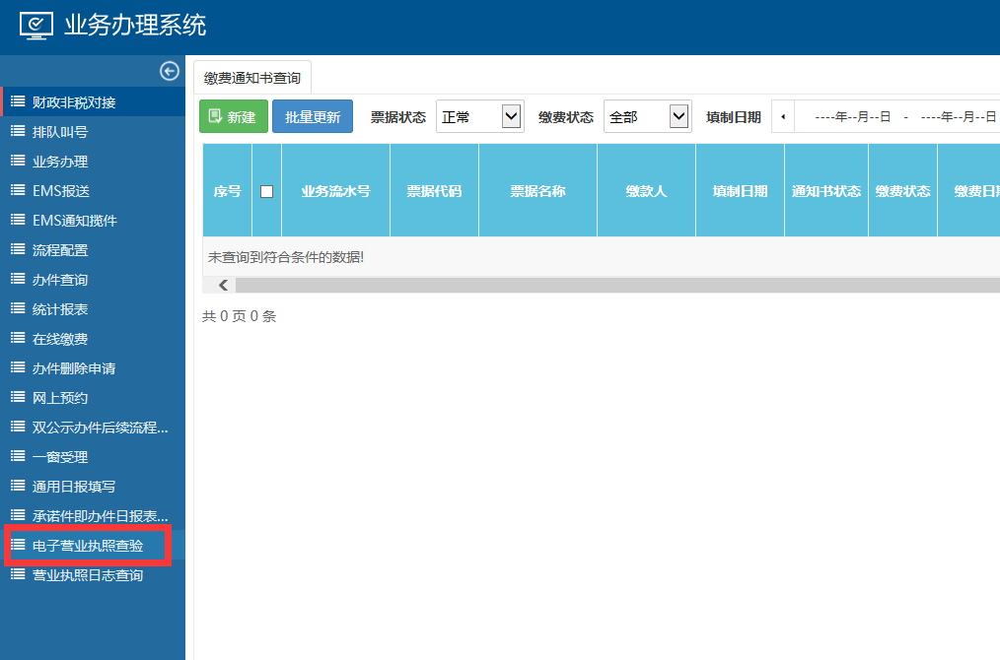 业务办理系统
缴费通知书查询
新建 批量更新 票据状态 正常 缴费状态 全部 填制日期 ----年--月--日 - ----年--月--日
序号 业务流水号 票据代码 票据名称 缴款人 填制日期 通知书状态 缴费状态 缴费日期
未查询到符合条件的数据!
共 0 页 0 条
财政非税对接
排队叫号
业务办理
EMS报送
EMS通知揽件
流程配置
办件查询
统计报表
在线缴费
办件删除申请
网上预约
双公示办件后续流程...
一窗受理
通用日报填写
承诺件即办件日报表...
电子营业执照查验
营业执照日志查询